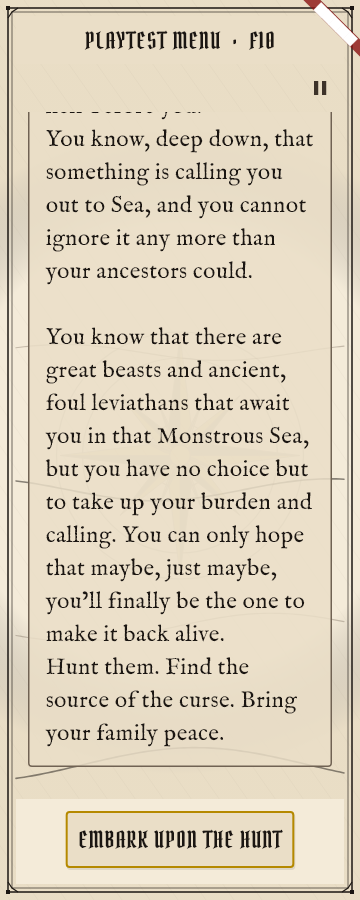 PLAYTEST MENU · F10
You know, deep down, that
something is calling you
out to Sea, and you cannot
ignore it any more than
your ancestors could.
You know that there are
great beasts and ancient,
foul leviathans that await
you in that Monstrous Sea,
but you have no choice but
to take up your burden and
calling. You can only hope
that maybe, just maybe,
you’ll finally be the one to
make it back alive.
Hunt them. Find the
source of the curse. Bring
your family peace.
EMBARK UPON THE HUNT